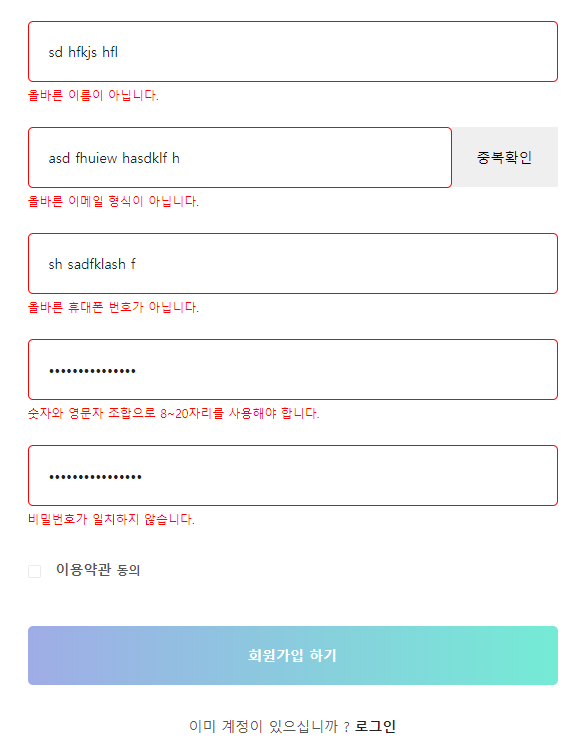 sd hfkjs hfl
올바른 이름이 아닙니다.
asd fhuiew hasdklf h
중복확인
올바른 이메일 형식이 아닙니다.
sh sadfklash f
올바른 휴대폰 번호가 아닙니다.
•••••••••••••••
숫자와 영문자 조합으로 8~20자리를 사용해야 합니다.
••••••••••••••••
비밀번호가 일치하지 않습니다.
이용약관 동의
회원가입 하기
이미 계정이 있으십니까 ? 로그인